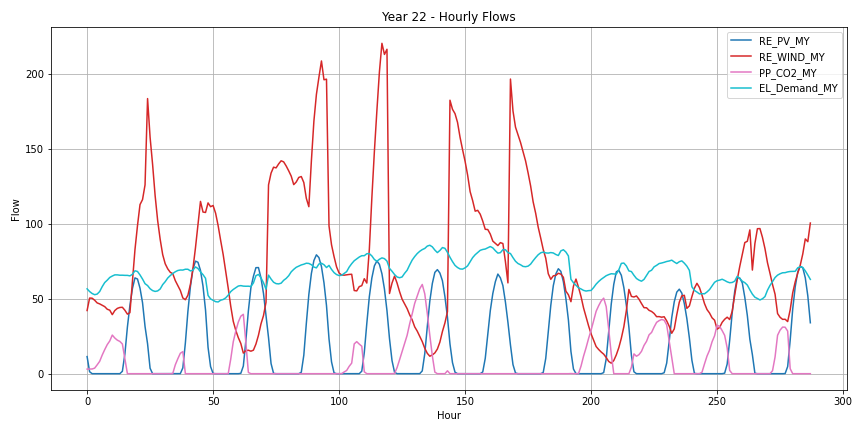 Year 22 - Hourly Flows
RE_PV_MY
RE_WIND_MY
PP_CO2_MY
EL_Demand_MY
Flow
200
150
100
50
0
0 50 100 150 200 250 300
Hour